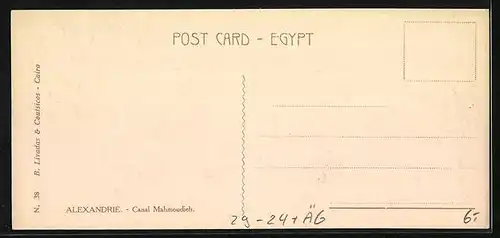 POST CARD - EGYPT
N. 38 B. Livadas & Coutsicos - Cairo
ALEXANDRIE. - Canal Mahmoudieh.
29-24+ÄG
6.-